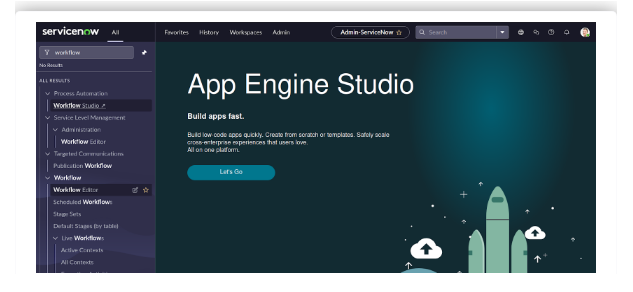 servicenow All Favorites History Workspaces Admin Admin-ServiceNow Search
workflow
No Results
ALL RESULTS
Process Automation
Workflow Studio
Service Level Management
Administration
Workflow Editor
Targeted Communications
Publication Workflow
Workflow
Workflow Editor
Scheduled Workflows
Stage Sets
Default Stages (by table)
Live Workflows
Active Contexts
All Contexts
App Engine Studio
Build apps fast.
Build low code apps quickly. Create from scratch or templates. Safely scale
cross-enterprise experiences that users love.
All on one platform.
Let's Go